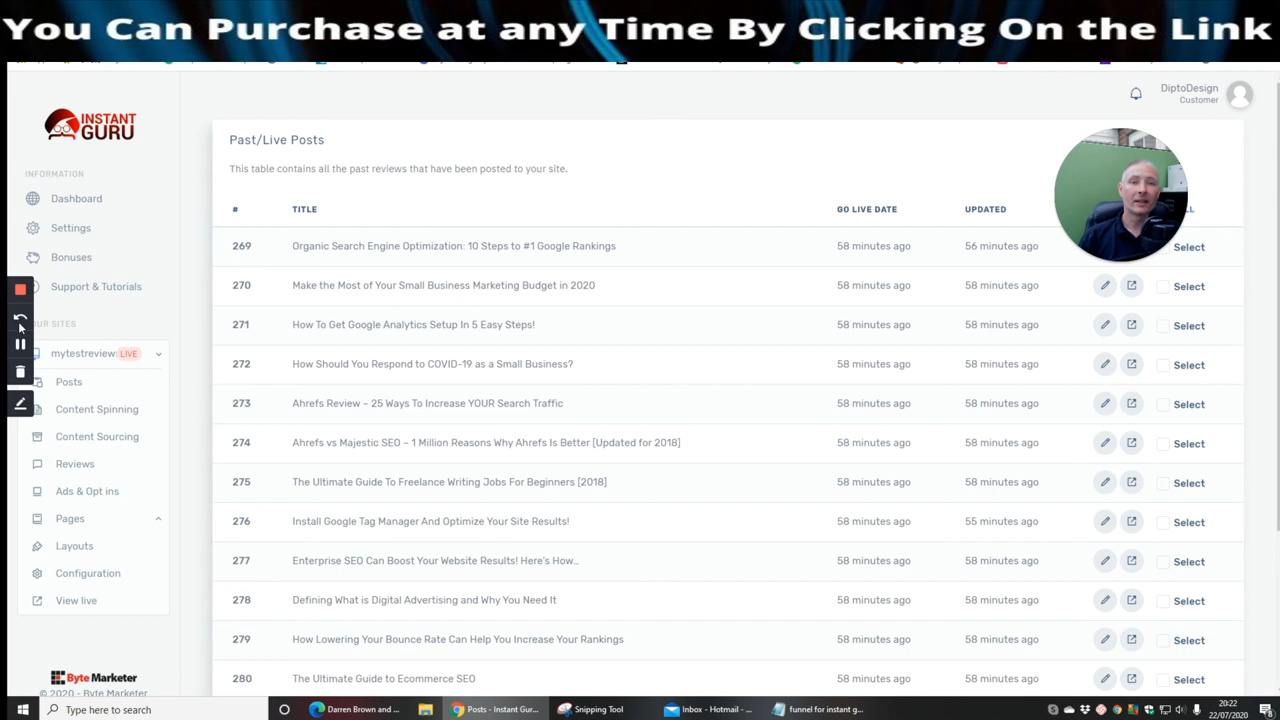 You Can Purchase at any Time By Clicking On the Link
INSTANT
GURU
DiptoDesign
Customer
INFORMATION
Dashboard
Settings
Bonuses
Support & Tutorials
SITES
mytestreview
LIVE
Posts
Content Spinning
Content Sourcing
Reviews
Ads & Opt ins
Pages
Layouts
Configuration
View live
Byte Marketer
© 2020 - Byte Marketer
Past/Live Posts
This table contains all the past reviews that have been posted to your site.
# TITLE GO LIVE DATE UPDATED
269 Organic Search Engine Optimization: 10 Steps to #1 Google Rankings 58 minutes ago 56 minutes ago Select
270 Make the Most of Your Small Business Marketing Budget in 2020 58 minutes ago 58 minutes ago Select
271 How To Get Google Analytics Setup In 5 Easy Steps! 58 minutes ago 58 minutes ago Select
272 How Should You Respond to COVID-19 as a Small Business? 58 minutes ago 58 minutes ago Select
273 Ahrefs Review – 25 Ways To Increase YOUR Search Traffic 58 minutes ago 58 minutes ago Select
274 Ahrefs vs Majestic SEO – 1 Million Reasons Why Ahrefs Is Better [Updated for 2018] 58 minutes ago 58 minutes ago Select
275 The Ultimate Guide To Freelance Writing Jobs For Beginners [2018] 58 minutes ago 58 minutes ago Select
276 Install Google Tag Manager And Optimize Your Site Results! 58 minutes ago 55 minutes ago Select
277 Enterprise SEO Can Boost Your Website Results! Here's How... 58 minutes ago 58 minutes ago Select
278 Defining What is Digital Advertising and Why You Need It 58 minutes ago 58 minutes ago Select
279 How Lowering Your Bounce Rate Can Help You Increase Your Rankings 58 minutes ago 58 minutes ago Select
280 The Ultimate Guide to Ecommerce SEO 58 minutes ago 58 minutes ago Select
Type here to search
Darren Brown and ...
Posts - Instant Gur...
Snipping Tool
Inbox - Hotmail - ...
funnel for instant g...
20:22
22/07/2020